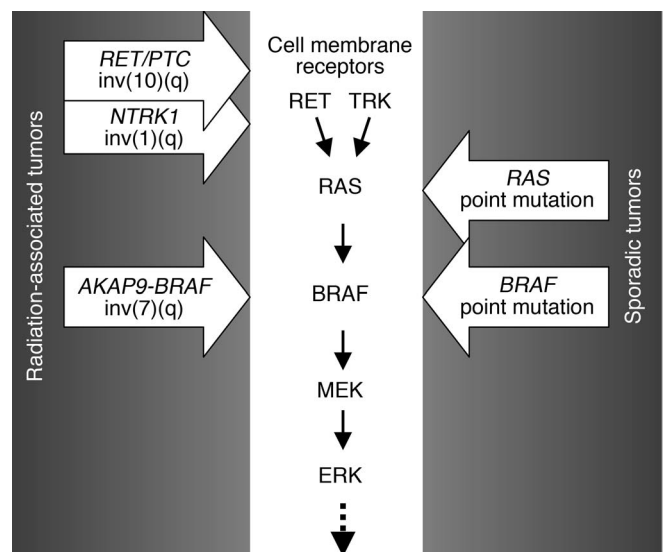 Radiation-associated tumors
RET/PTC
inv(10)(q)
NTRK1
inv(1)(q)
AKAP9-BRAF
inv(7)(q)
Cell membrane
receptors
RET TRK
RAS
BRAF
MEK
ERK
RAS
point mutation
BRAF
point mutation
Sporadic tumors